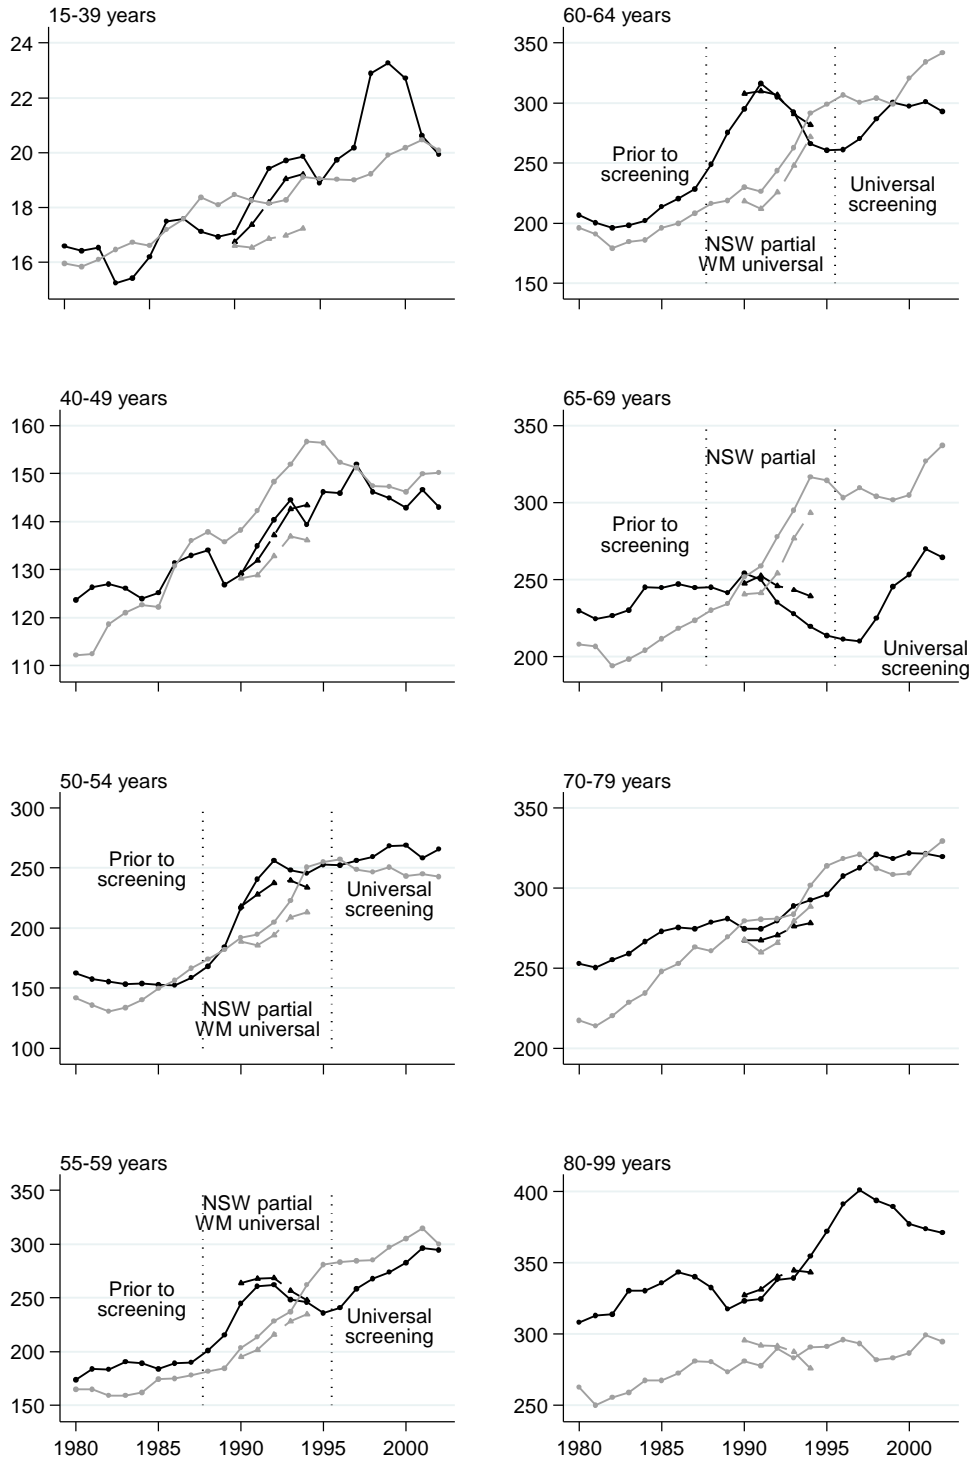 15-39 years
24
22
20
18
16
60-64 years
350
300
250
200
150
Prior to
screening
NSW partial
WM universal
Universal
screening
40-49 years
160
150
140
130
120
110
65-69 years
350
300
250
200
NSW partial
Prior to
screening
Universal
screening
50-54 years
300
250
200
150
100
Prior to
screening
Universal
screening
NSW partial
WM universal
70-79 years
350
300
250
200
55-59 years
350
300
250
200
150
NSW partial
WM universal
Prior to
screening
Universal
screening
1980 1985 1990 1995 2000
80-99 years
400
350
300
250
1980 1985 1990 1995 2000